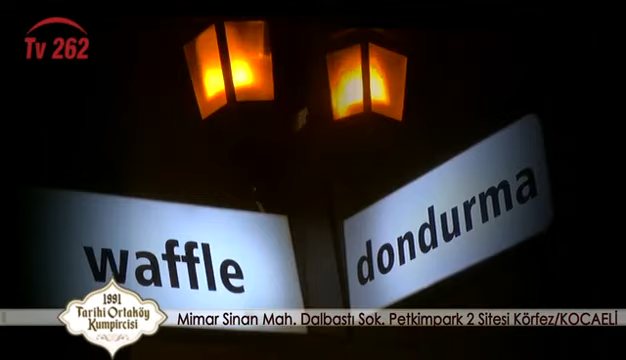 Tv 262
waffle
dondurma
1991
Tarihi Ortaköy
Kumpircisi
Mimar Sinan Mah. Dalbastı Sok. Petkimpark 2 Sitesi Körfez/KOCAELİ